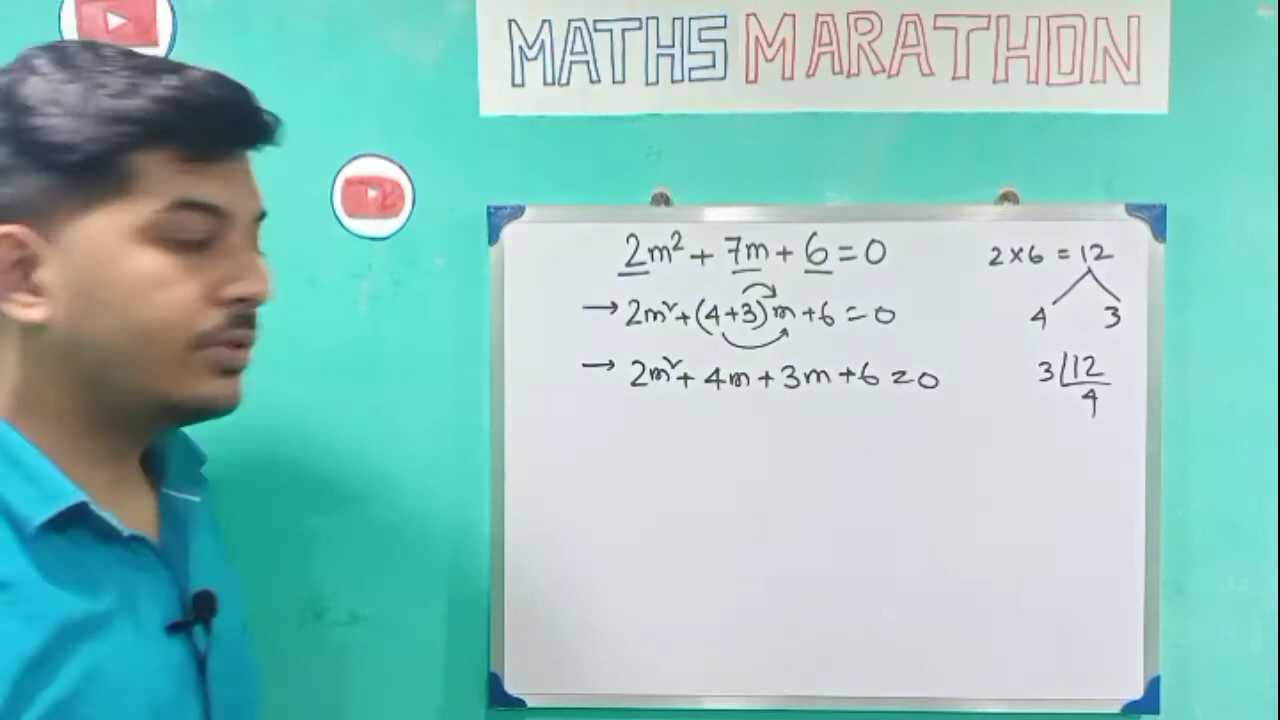 MATHS MARATHON
2m² + 7m + 6 = 0
→ 2m² + (4+3)m + 6 = 0
→ 2m² + 4m + 3m + 6 = 0
2×6 = 12
4 3
3 12
4